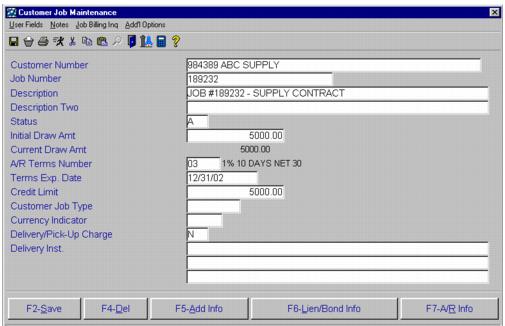 Customer Job Maintenance
User Fields Notes Job Billing Inq Add'l Options
Customer Number 984389 ABC SUPPLY
Job Number 189232
Description JOB #189232 - SUPPLY CONTRACT
Description Two
Status A
Initial Draw Amt 5000.00
Current Draw Amt 5000.00
A/R Terms Number 03 1% 10 DAYS NET 30
Terms Exp. Date 12/31/02
Credit Limit 5000.00
Customer Job Type
Currency Indicator
Delivery/Pick-Up Charge N
Delivery Inst.
F2-Save F4-Del F5-Add Info F6-Lien/Bond Info F7-A/R Info